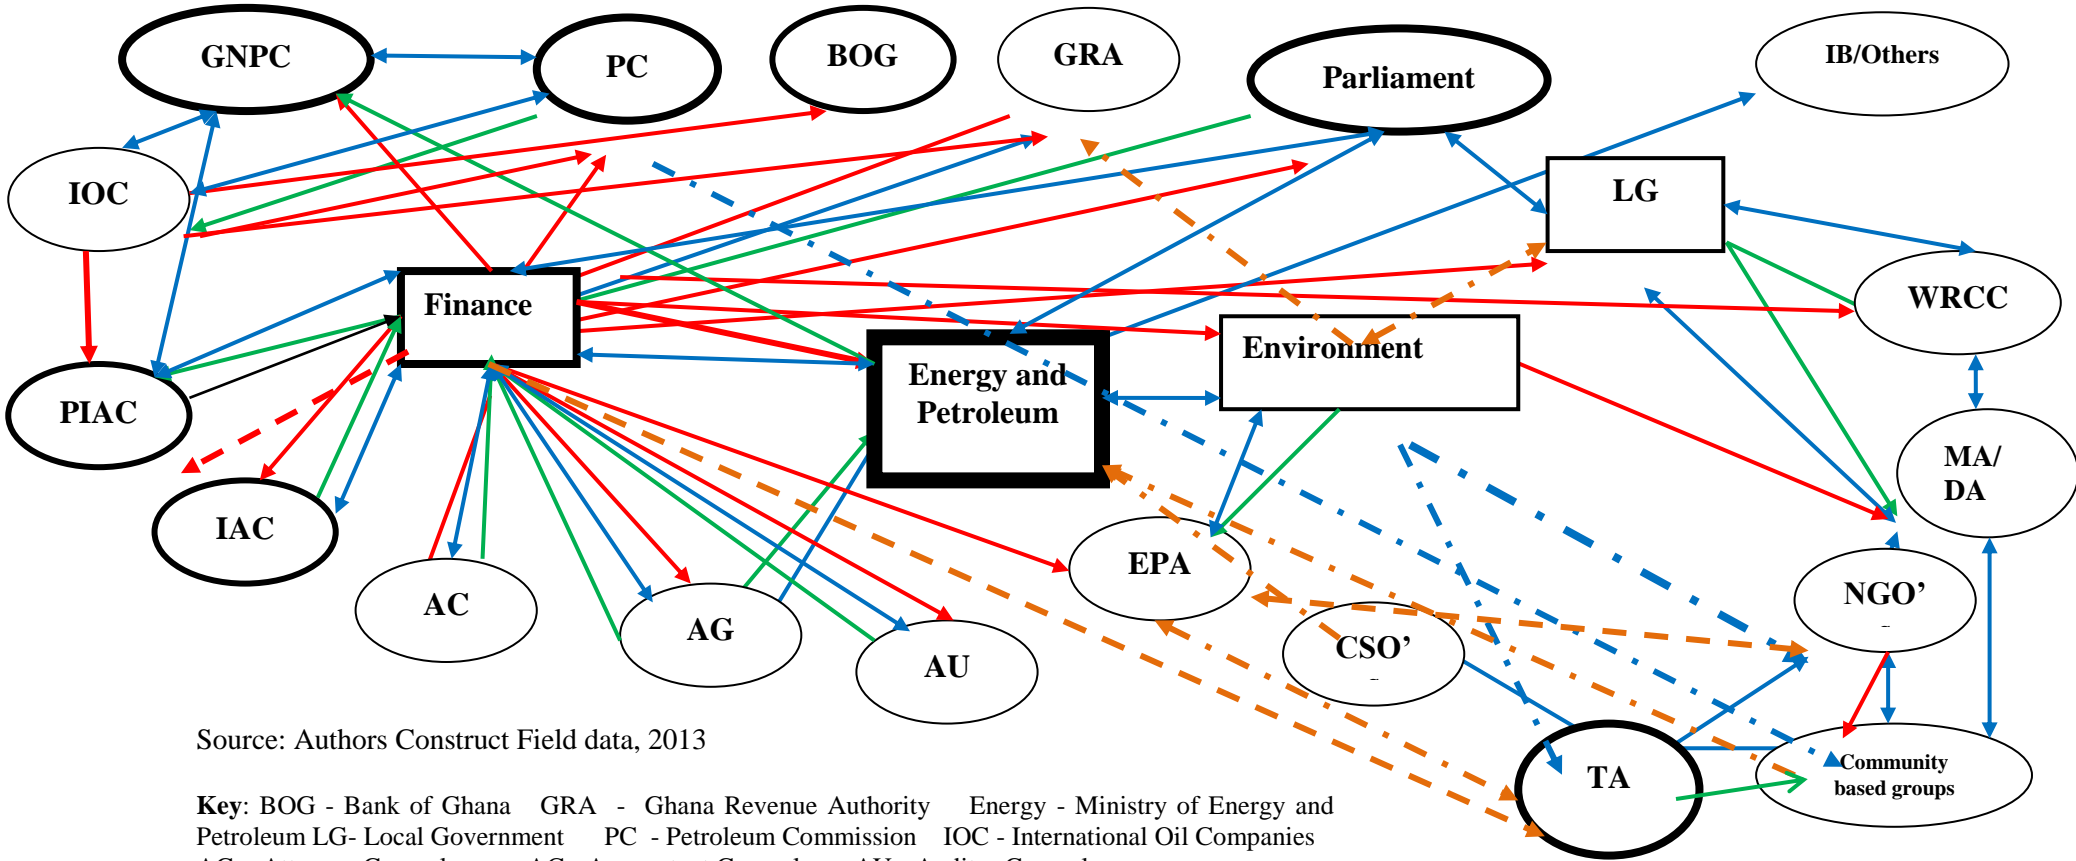 GNPC
PC
BOG
GRA
Parliament
IB/Others
IOC
LG
Finance
WRCC
Environment
Energy and
Petroleum
PIAC
MA/
DA
IAC
EPA
AC
AG
AU
CSO'
NGO'
TA
Community
based groups
Source: Authors Construct Field data, 2013
Key: BOG - Bank of Ghana GRA - Ghana Revenue Authority Energy - Ministry of Energy and
Petroleum LG- Local Government PC - Petroleum Commission IOC - International Oil Companies